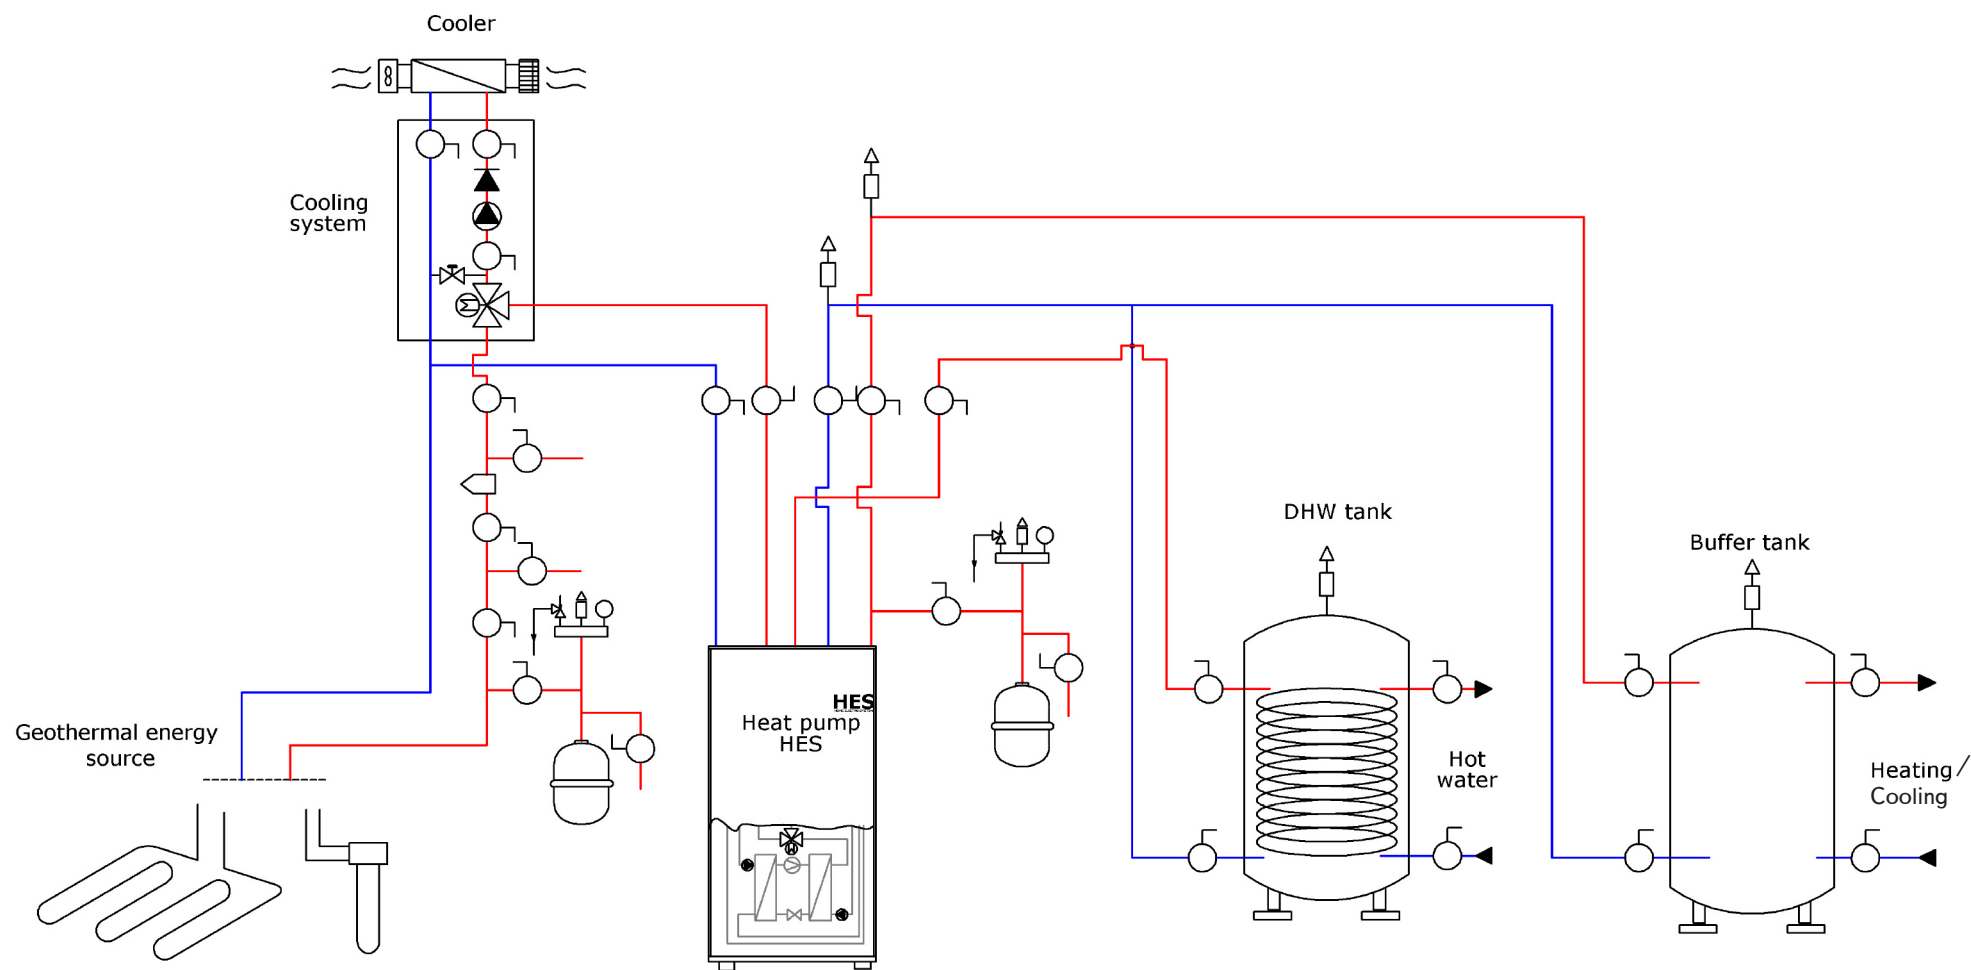 Cooler
Cooling
system
DHW tank
Buffer tank
HES
Heat pump
HES
Geothermal energy
source
Hot
water
Heating/
Cooling